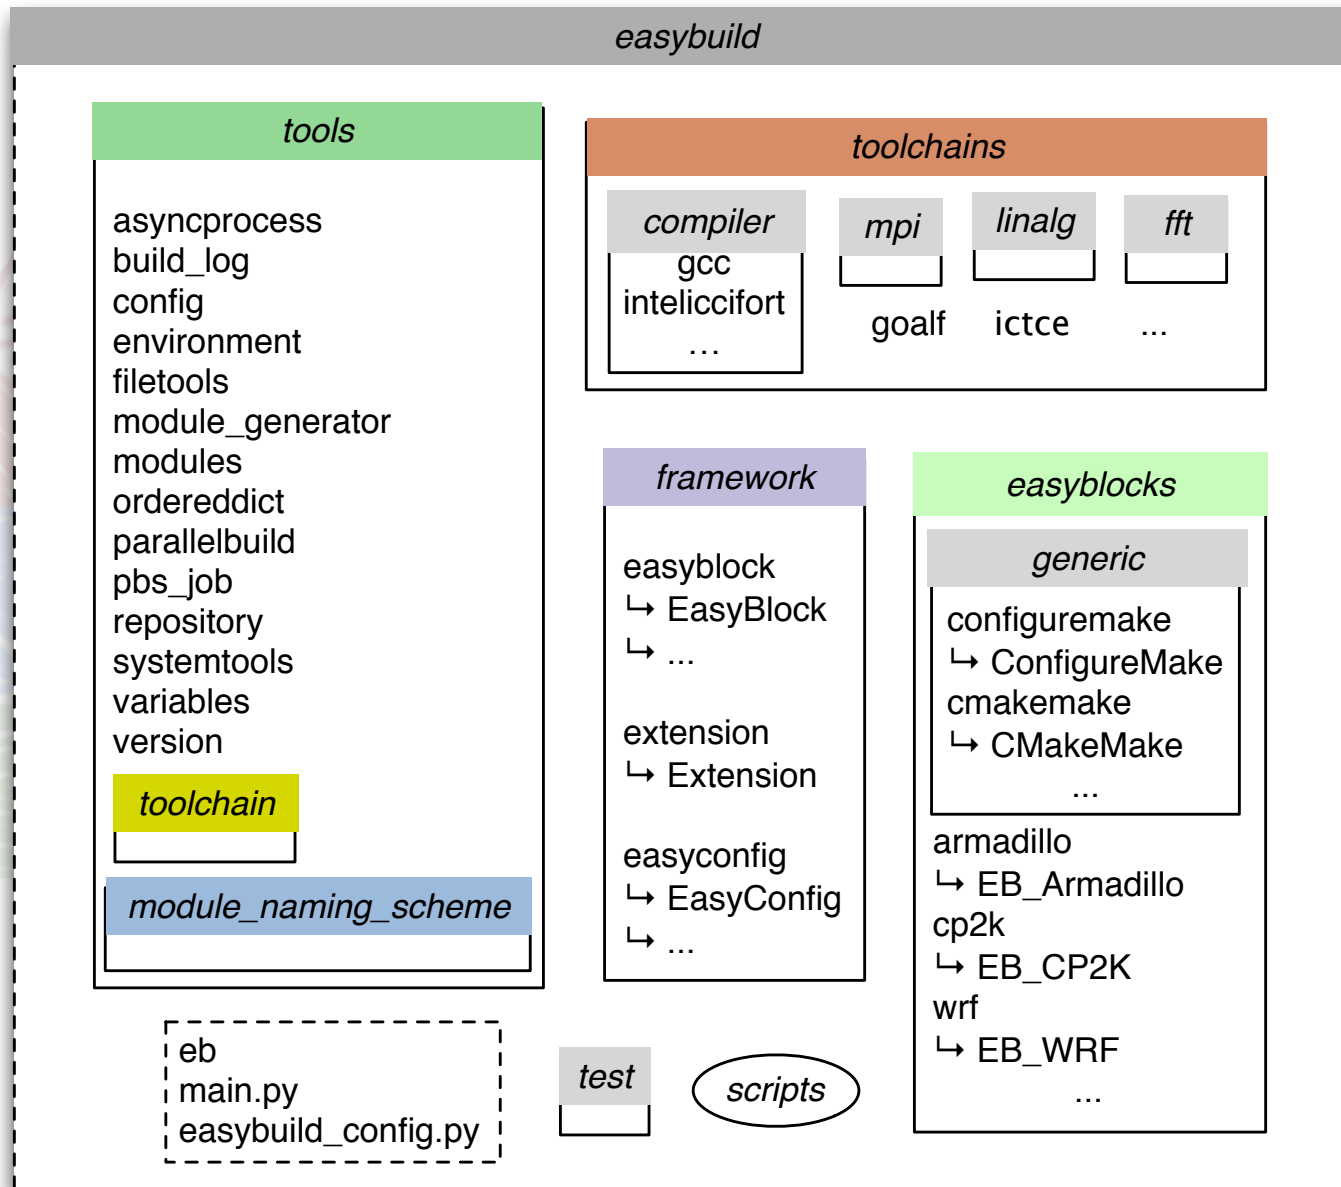 easybuild
tools
asyncprocess
build_log
config
environment
filetools
module_generator
modules
ordereddict
parallelbuild
pbs_job
repository
systemtools
variables
version
toolchain
module_naming_scheme
toolchains
compiler
gcc
inteliccifort
...
mpi
linalg
fft
goalf ictce ...
framework
easyblock
↳ EasyBlock
↳ ...
extension
↳ Extension
easyconfig
↳ EasyConfig
↳ ...
easyblocks
generic
configuremake
↳ ConfigureMake
cmakemake
↳ CMakeMake
...
armadillo
↳ EB_Armadillo
cp2k
↳ EB_CP2K
wrf
↳ EB_WRF
...
eb
main.py
easybuild_config.py
test
scripts